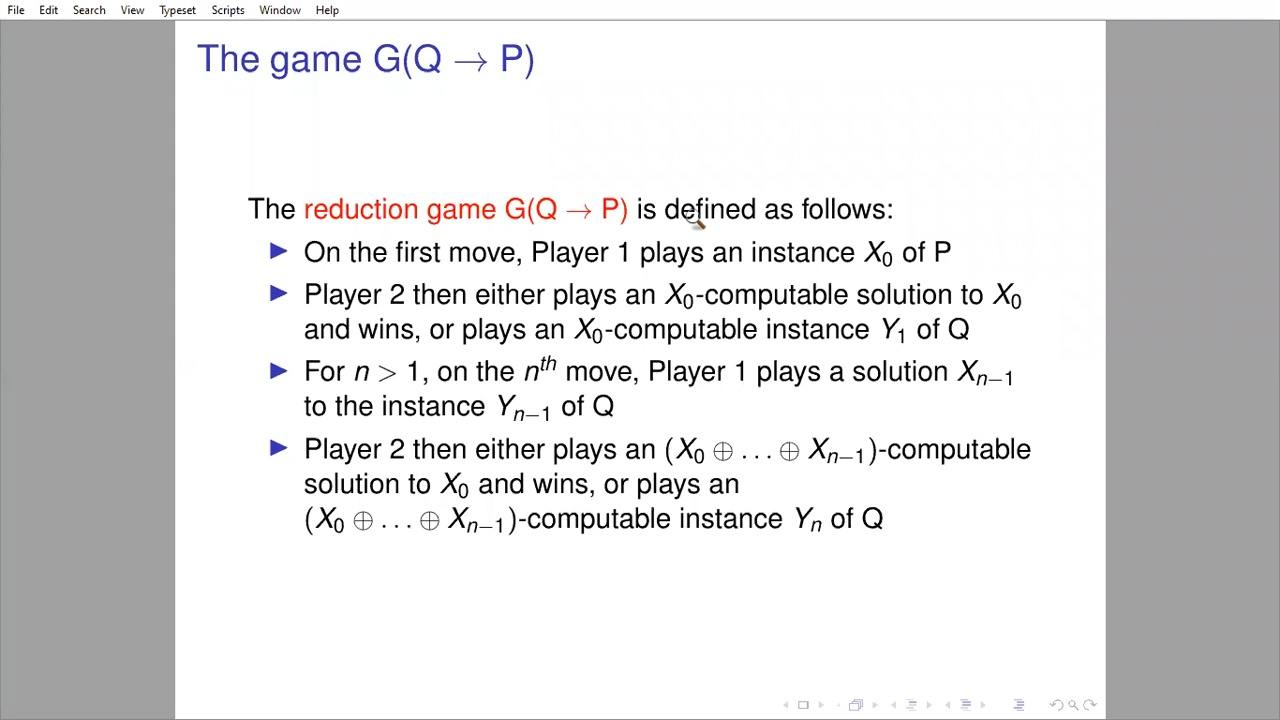 File Edit Search View Typeset Scripts Window Help
The game G(Q → P)
The reduction game G(Q → P) is defined as follows:
▶ On the first move, Player 1 plays an instance X₀ of P
▶ Player 2 then either plays an X₀-computable solution to X₀
and wins, or plays an X₀-computable instance Y₁ of Q
▶ For n > 1, on the nᵗʰ move, Player 1 plays a solution Xₙ₋₁
to the instance Yₙ₋₁ of Q
▶ Player 2 then either plays an (X₀ ⊕ … ⊕ Xₙ₋₁)-computable
solution to X₀ and wins, or plays an
(X₀ ⊕ … ⊕ Xₙ₋₁)-computable instance Yₙ of Q